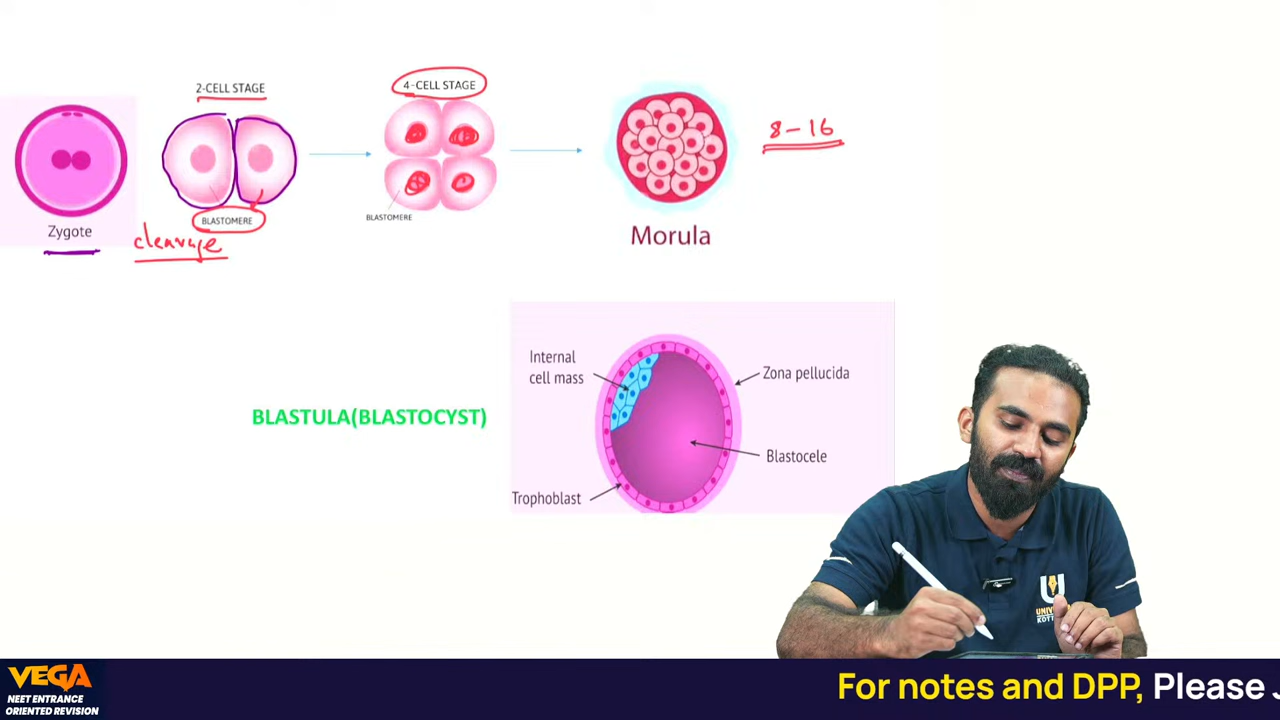 2-CELL STAGE
4-CELL STAGE
8-16
BLASTOMERE
BLASTOMERE
Zygote
cleavage
Morula
Internal
cell mass
Zona pellucida
BLASTULA(BLASTOCYST)
Blastocele
Trophoblast
U
VEGA
NEET ENTRANCE
ORIENTED REVISION
For notes and DPP, Please